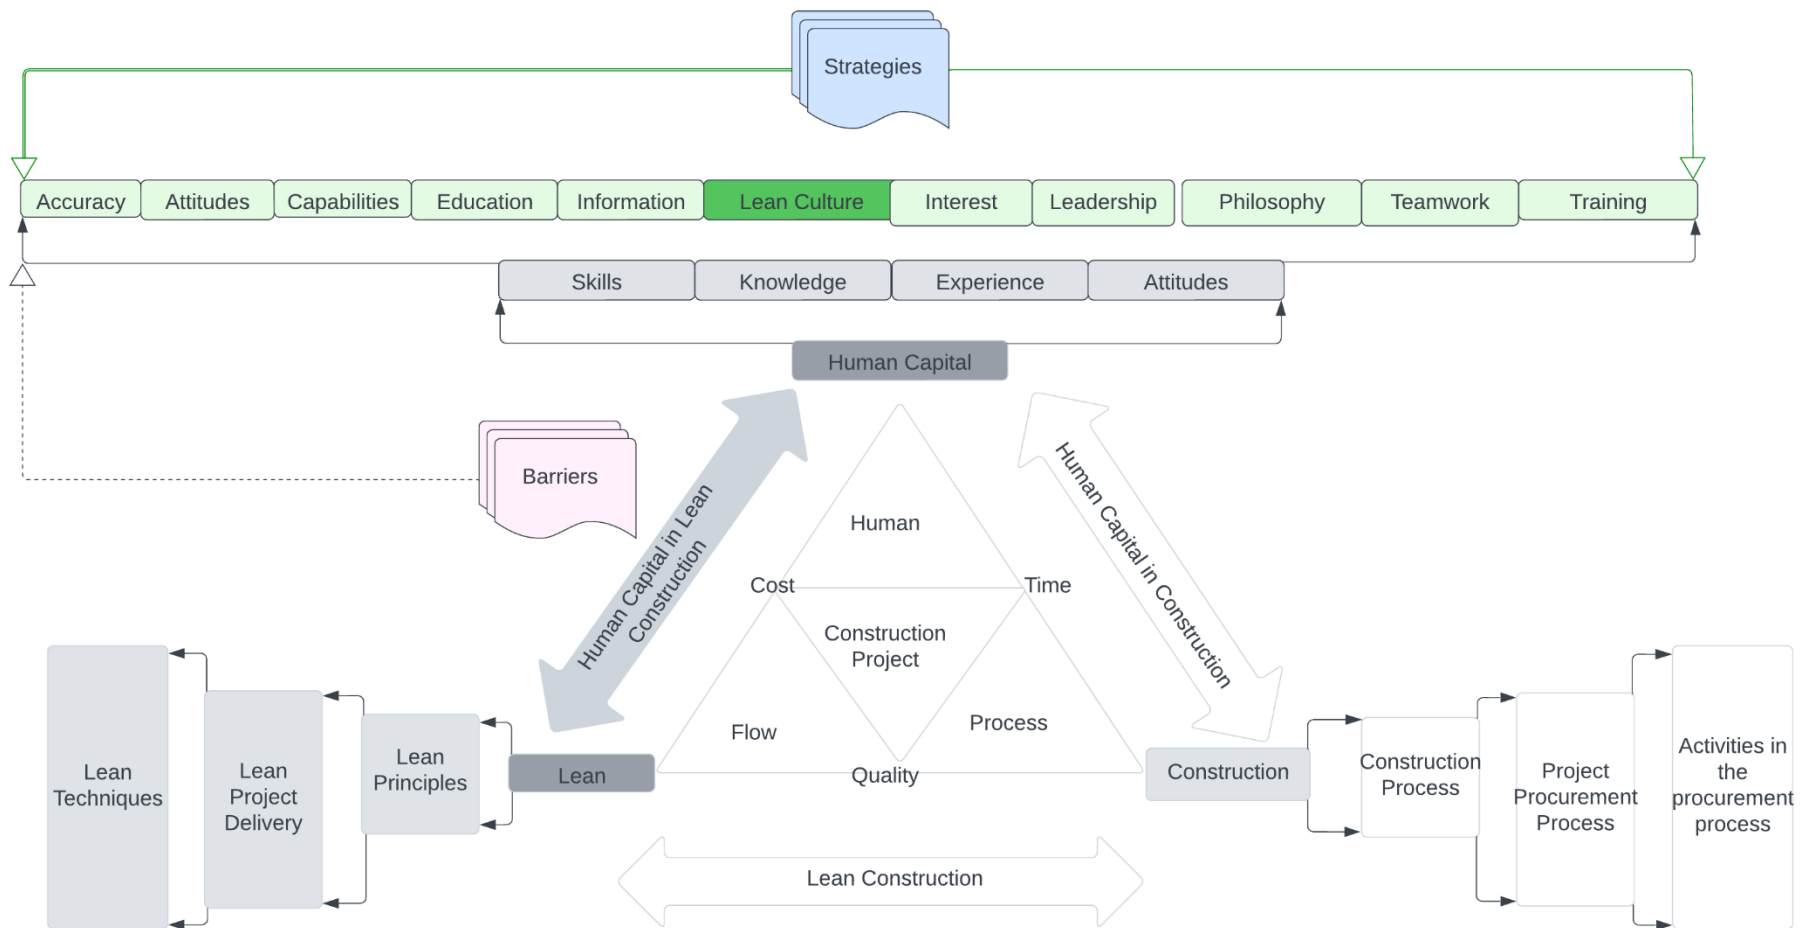 Strategies
Accuracy
Attitudes
Capabilities
Education
Information
Lean Culture
Interest
Leadership
Philosophy
Teamwork
Training
Skills
Knowledge
Experience
Attitudes
Human Capital
Barriers
Human Capital in Lean
Construction
Human Capital in Construction
Human
Cost
Time
Construction
Project
Flow
Process
Quality
Lean
Techniques
Lean
Project
Delivery
Lean
Principles
Lean
Construction
Construction
Process
Project
Procurement
Process
Activities in
the
procurement
process
Lean Construction